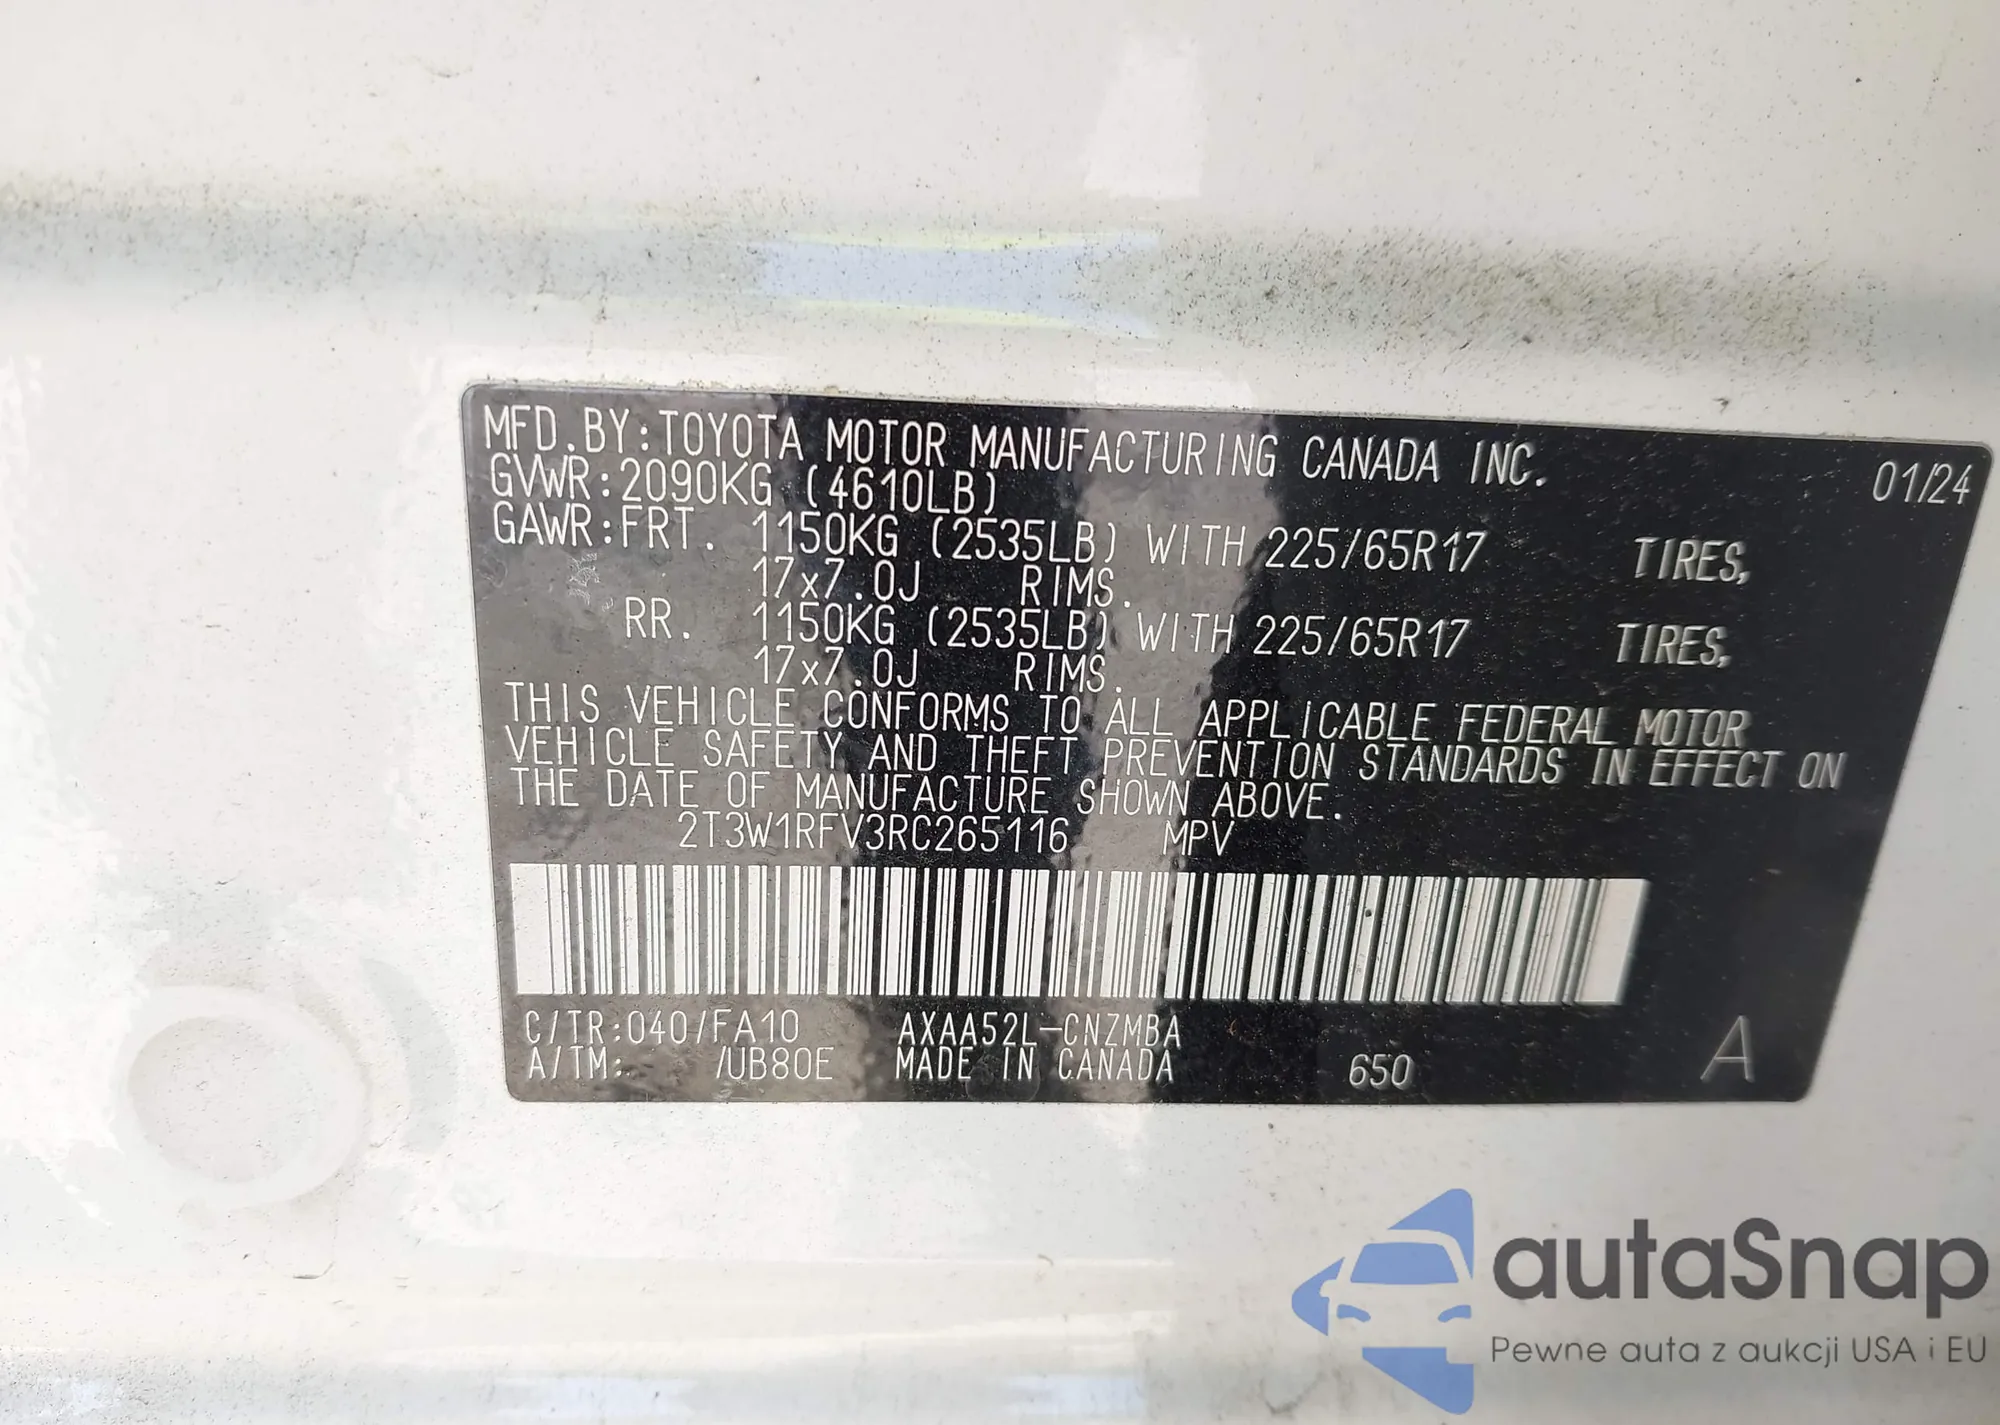 MFD.BY:TOYOTA MOTOR MANUFACTURING CANADA INC. 01/24
GVWR:2090KG (4610LB)
GAWR:FRT. 1150KG (2535LB) WITH 225/65R17 TIRES,
17x7.0J RIMS.
RR. 1150KG (2535LB) WITH 225/65R17 TIRES,
17x7.0J RIMS.
THIS VEHICLE CONFORMS TO ALL APPLICABLE FEDERAL MOTOR
VEHICLE SAFETY AND THEFT PREVENTION STANDARDS IN EFFECT ON
THE DATE OF MANUFACTURE SHOWN ABOVE.
2T3W1RFV3RC265116 MPV
C/TR:040/FA10 AXAA52L-CNZMBA
A/TM: /UB80E MADE IN CANADA 650 A
autaSnap
Pewne auta z aukcji USA i EU